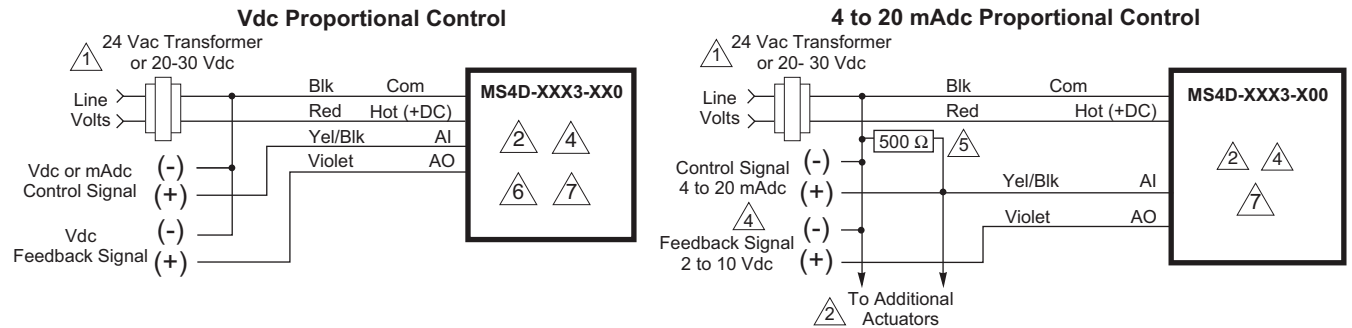 Vdc Proportional Control
1
24 Vac Transformer
or 20-30 Vdc
Line
Volts
Blk Com
Red Hot (+DC)
Yel/Blk AI
Violet AO
MS4D-XXX3-XX0
2 4
6 7
Vdc or mAdc
Control Signal
(-)
(+)
Vdc
Feedback Signal
(-)
(+)
4 to 20 mAdc Proportional Control
1
24 Vac Transformer
or 20- 30 Vdc
Line
Volts
Blk Com
Red Hot (+DC)
500 Ω
5
Control Signal
4 to 20 mAdc
(-)
(+)
Yel/Blk AI
Violet AO
4
Feedback Signal
2 to 10 Vdc
(-)
(+)
MS4D-XXX3-X00
2 4
7
2
To Additional
Actuators